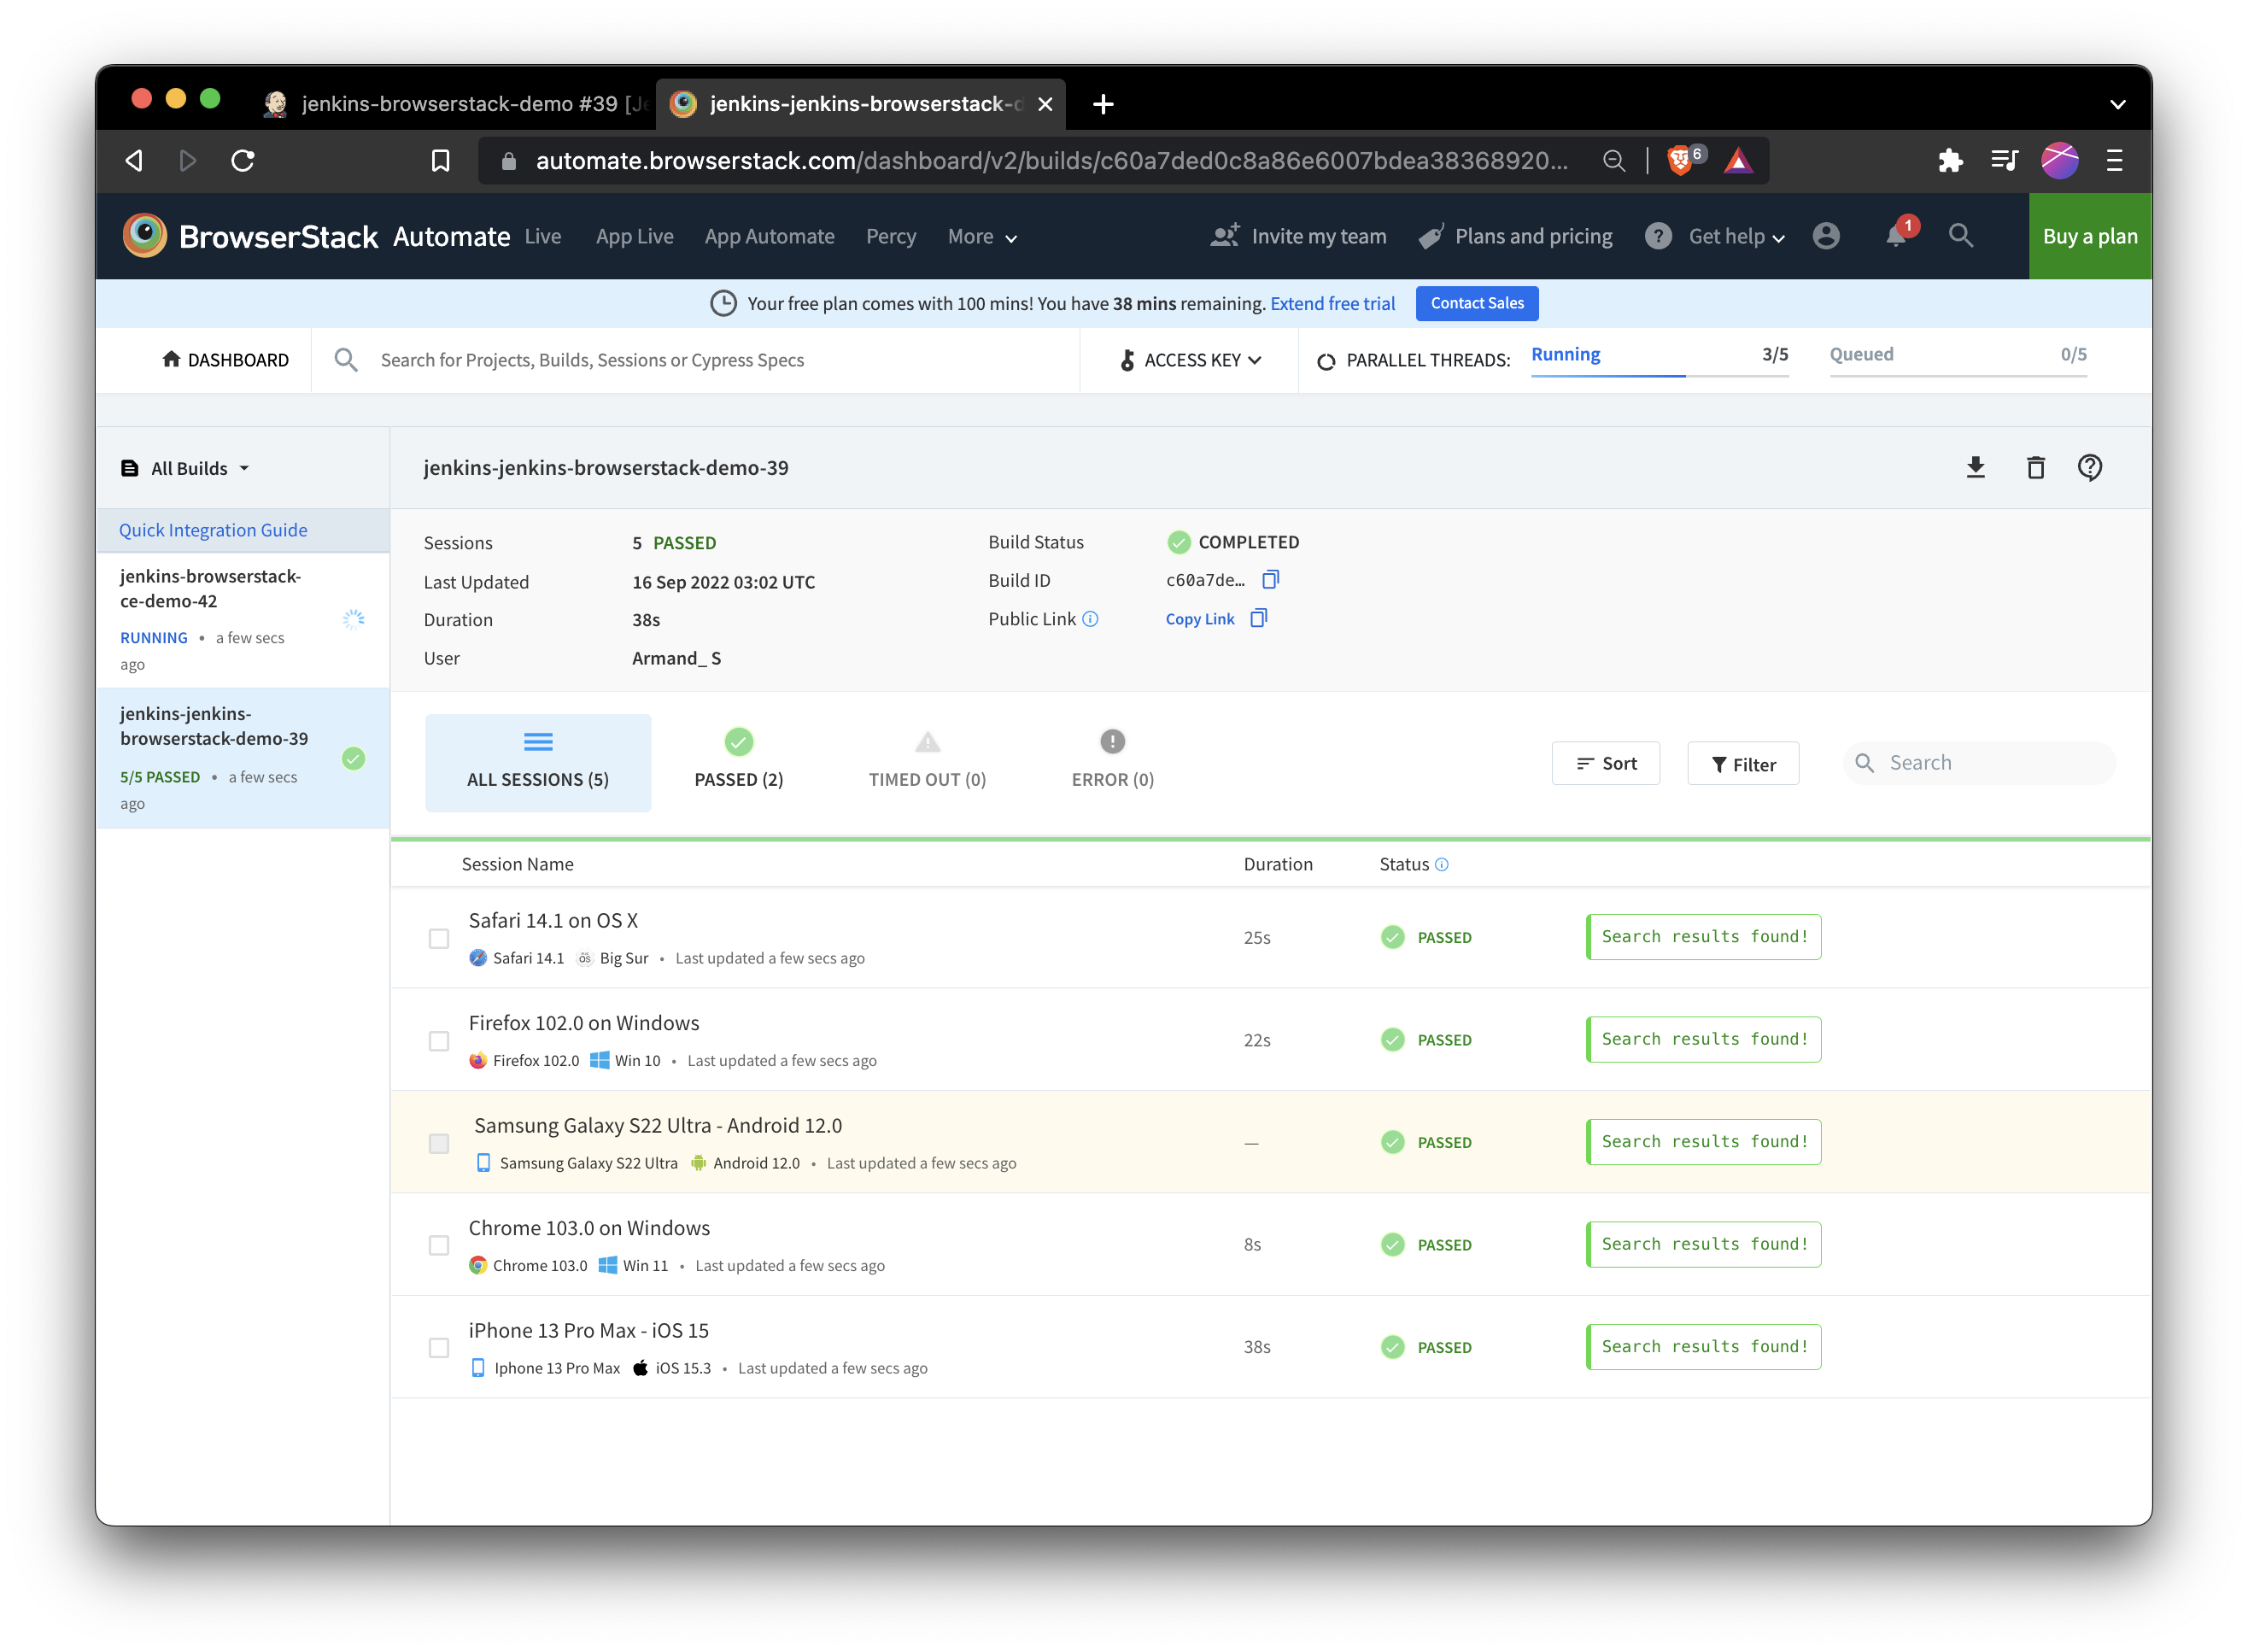 jenkins-browserstack-demo #39 [Je
jenkins-jenkins-browserstack-d
automate.browserstack.com/dashboard/v2/builds/c60a7ded0c8a86e6007bdea38368920...
6
BrowserStack Automate Live App Live App Automate Percy More Invite my team Plans and pricing ? Get help 1 Buy a plan
Your free plan comes with 100 mins! You have 38 mins remaining. Extend free trial Contact Sales
DASHBOARD Search for Projects, Builds, Sessions or Cypress Specs ACCESS KEY PARALLEL THREADS: Running 3/5 Queued 0/5
All Builds
Quick Integration Guide
jenkins-browserstack-
ce-demo-42
RUNNING • a few secs
ago
jenkins-jenkins-
browserstack-demo-39
5/5 PASSED • a few secs
ago
jenkins-jenkins-browserstack-demo-39
Sessions 5 PASSED
Last Updated 16 Sep 2022 03:02 UTC
Duration 38s
User Armand_ S
Build Status COMPLETED
Build ID c60a7de…
Public Link Copy Link
ALL SESSIONS (5) PASSED (2) TIMED OUT (0) ERROR (0) Sort Filter Search
Session Name Duration Status
Safari 14.1 on OS X
Safari 14.1 OS Big Sur • Last updated a few secs ago
25s PASSED Search results found!
Firefox 102.0 on Windows
Firefox 102.0 Win 10 • Last updated a few secs ago
22s PASSED Search results found!
Samsung Galaxy S22 Ultra - Android 12.0
Samsung Galaxy S22 Ultra Android 12.0 • Last updated a few secs ago
— PASSED Search results found!
Chrome 103.0 on Windows
Chrome 103.0 Win 11 • Last updated a few secs ago
8s PASSED Search results found!
iPhone 13 Pro Max - iOS 15
Iphone 13 Pro Max iOS 15.3 • Last updated a few secs ago
38s PASSED Search results found!